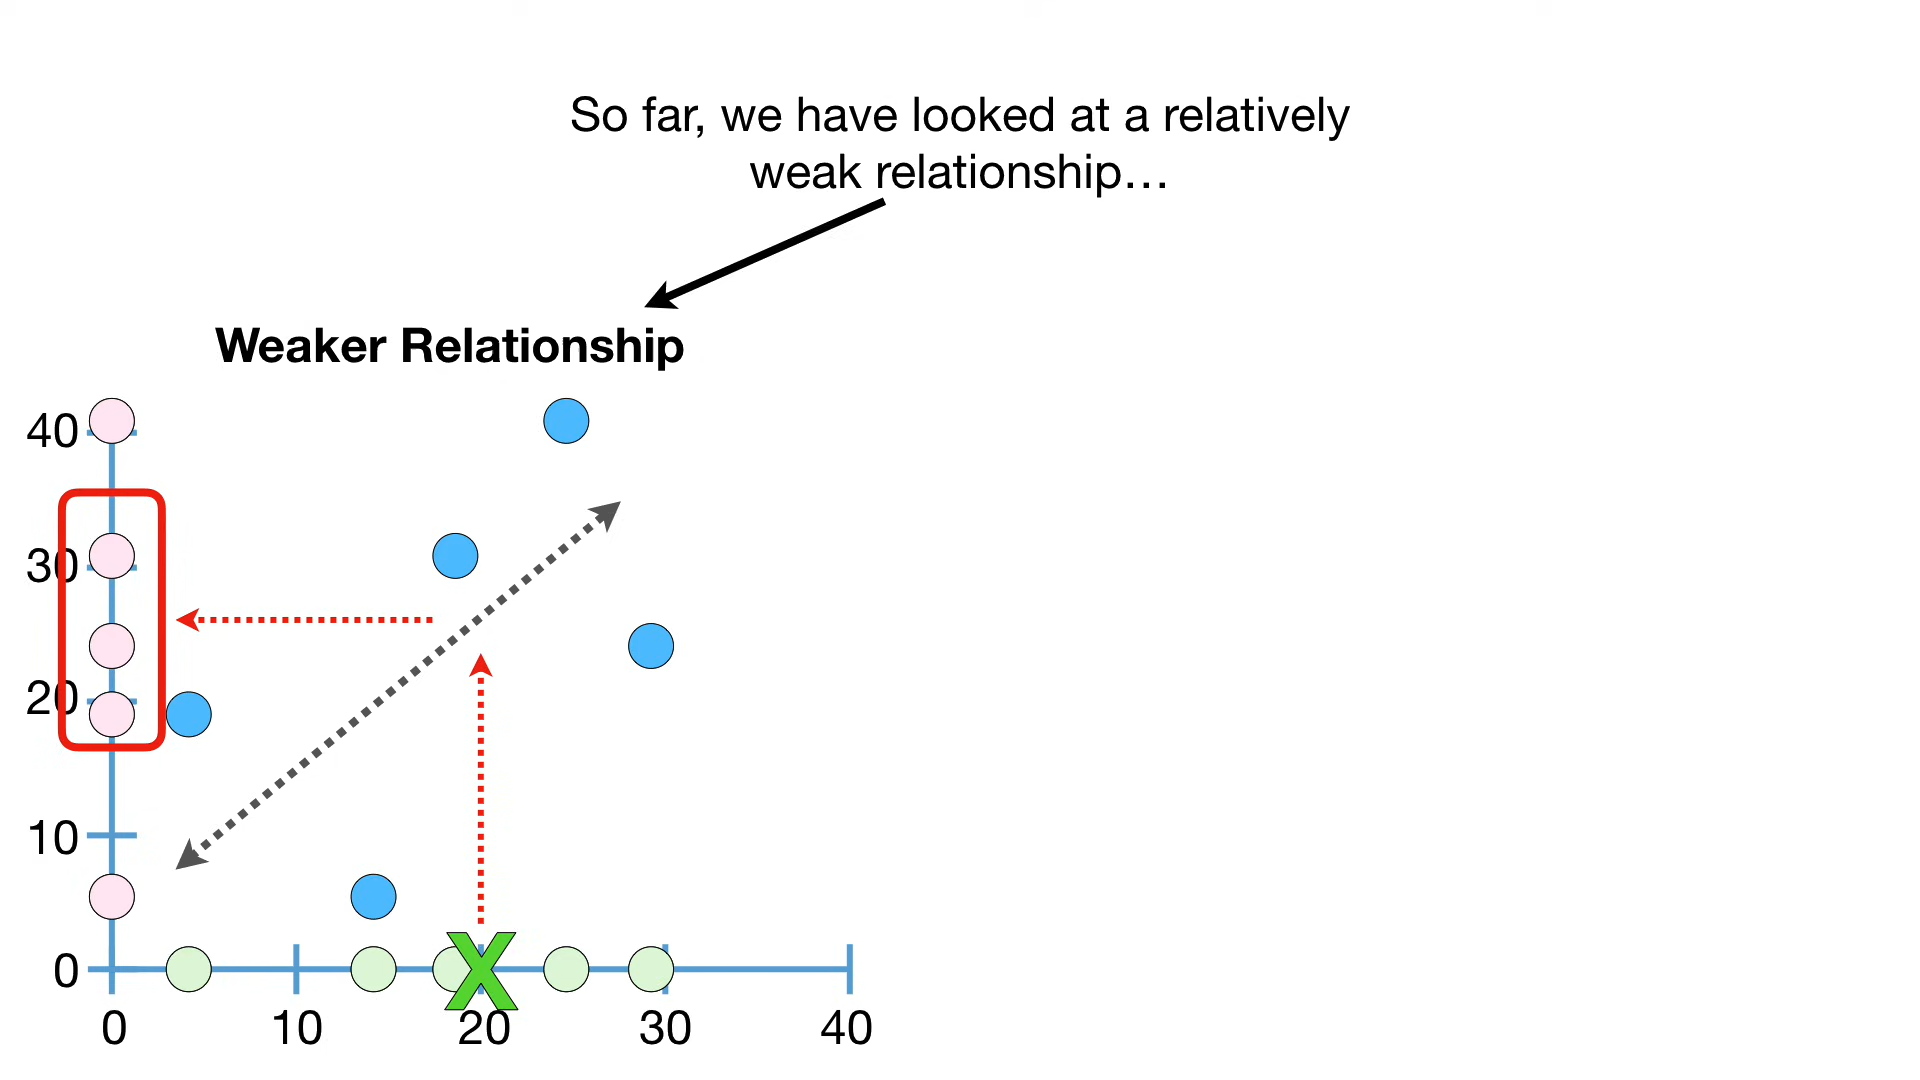 So far, we have looked at a relatively
weak relationship…
Weaker Relationship
40
30
20
10
0
X
0 10 20 30 40